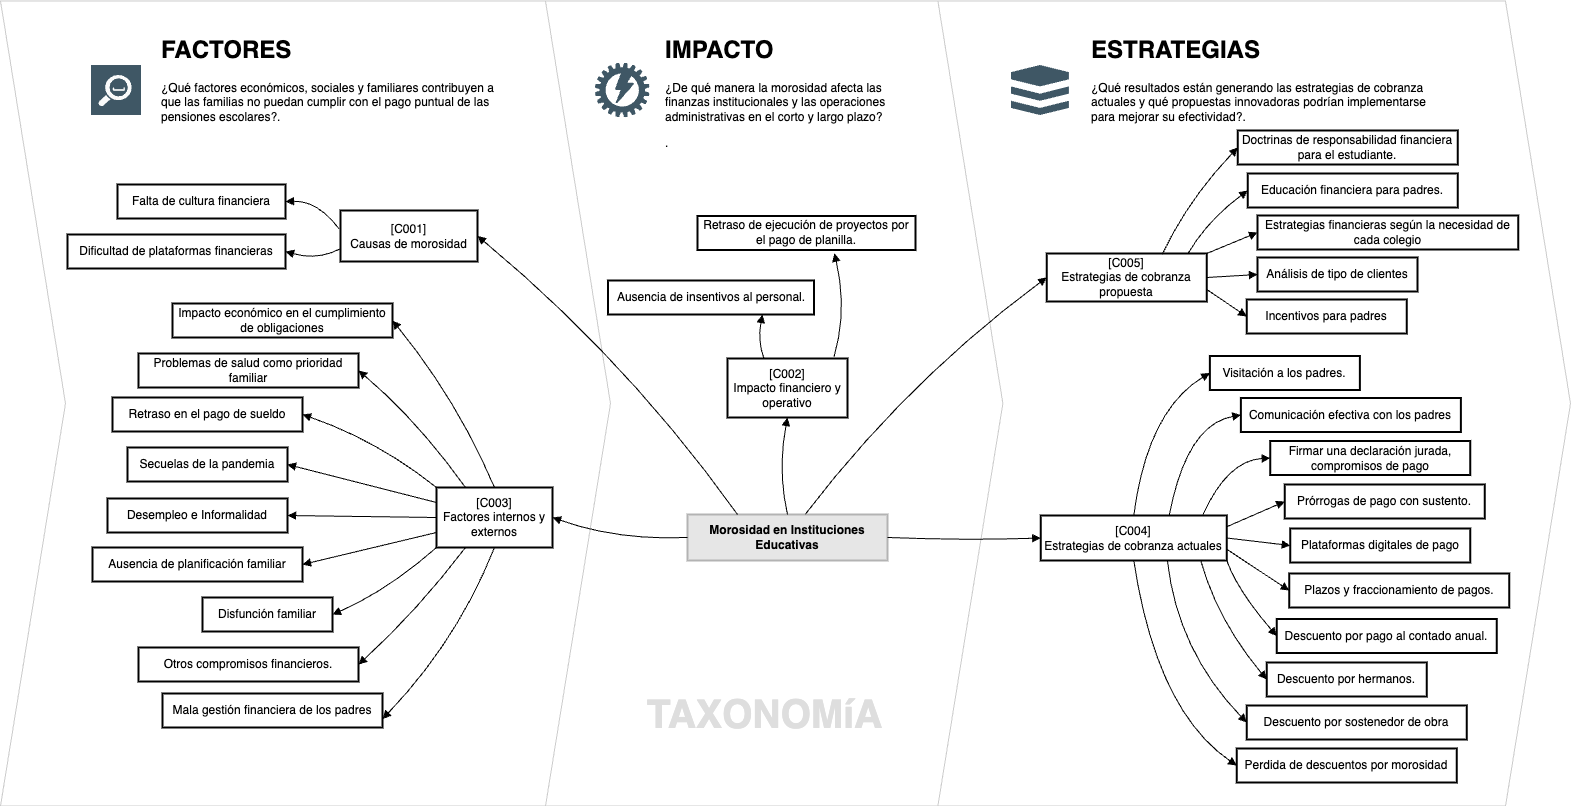 FACTORES
¿Qué factores económicos, sociales y familiares contribuyen a
que las familias no puedan cumplir con el pago puntual de las
pensiones escolares?.
Falta de cultura financiera
Dificultad de plataformas financieras
[C001]
Causas de morosidad
Impacto económico en el cumplimiento
de obligaciones
Problemas de salud como prioridad
familiar
Retraso en el pago de sueldo
Secuelas de la pandemia
Desempleo e Informalidad
Ausencia de planificación familiar
Disfunción familiar
Otros compromisos financieros.
Mala gestión financiera de los padres
[C003]
Factores internos y
externos
IMPACTO
¿De qué manera la morosidad afecta las
finanzas institucionales y las operaciones
administrativas en el corto y largo plazo?
.
Retraso de ejecución de proyectos por
el pago de planilla.
Ausencia de incentivos al personal.
[C002]
Impacto financiero y
operativo
Morosidad en Instituciones
Educativas
TAXONOMíA
ESTRATEGIAS
¿Qué resultados están generando las estrategias de cobranza
actuales y qué propuestas innovadoras podrían implementarse
para mejorar su efectividad?.
Doctrinas de responsabilidad financiera
para el estudiante.
Educación financiera para padres.
Estrategias financieras según la necesidad de
cada colegio
[C005]
Estrategias de cobranza
propuesta
Análisis de tipo de clientes
Incentivos para padres
Visitación a los padres.
Comunicación efectiva con los padres
Firmar una declaración jurada,
compromisos de pago
Prórrogas de pago con sustento.
[C004]
Estrategias de cobranza actuales
Plataformas digitales de pago
Plazos y fraccionamiento de pagos.
Descuento por pago al contado anual.
Descuento por hermanos.
Descuento por sostenedor de obra
Perdida de descuentos por morosidad